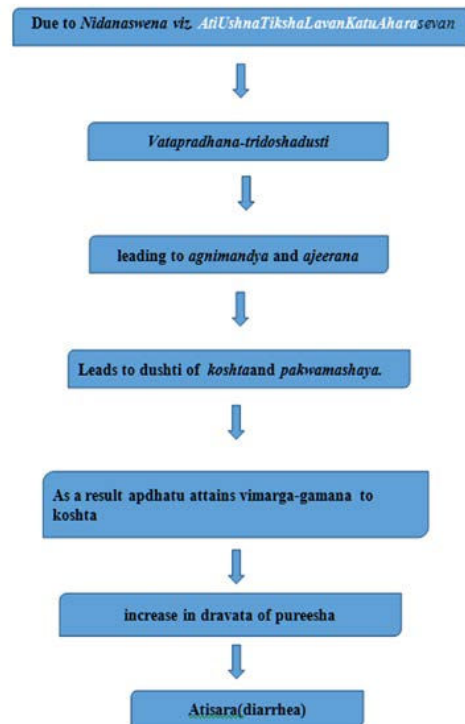 Due to Nidanaswena viz. AtiUshnaTikshaLavanKatuAharasevan
Vatapradhana-tridoshadusti
leading to agnimandya and ajeerana
Leads to dushti of koshtaand pakwamashaya.
As a result apdhatu attains vimarga-gamana to
koshta
increase in dravata of pureesha
Atisara(diarrhea)